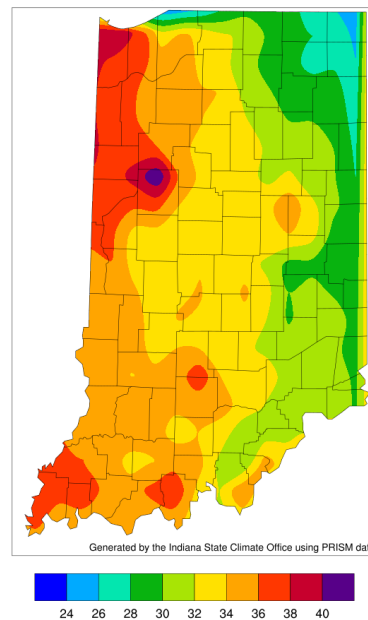 Generated by the Indiana State Climate Office using PRISM dat
24 26 28 30 32 34 36 38 40